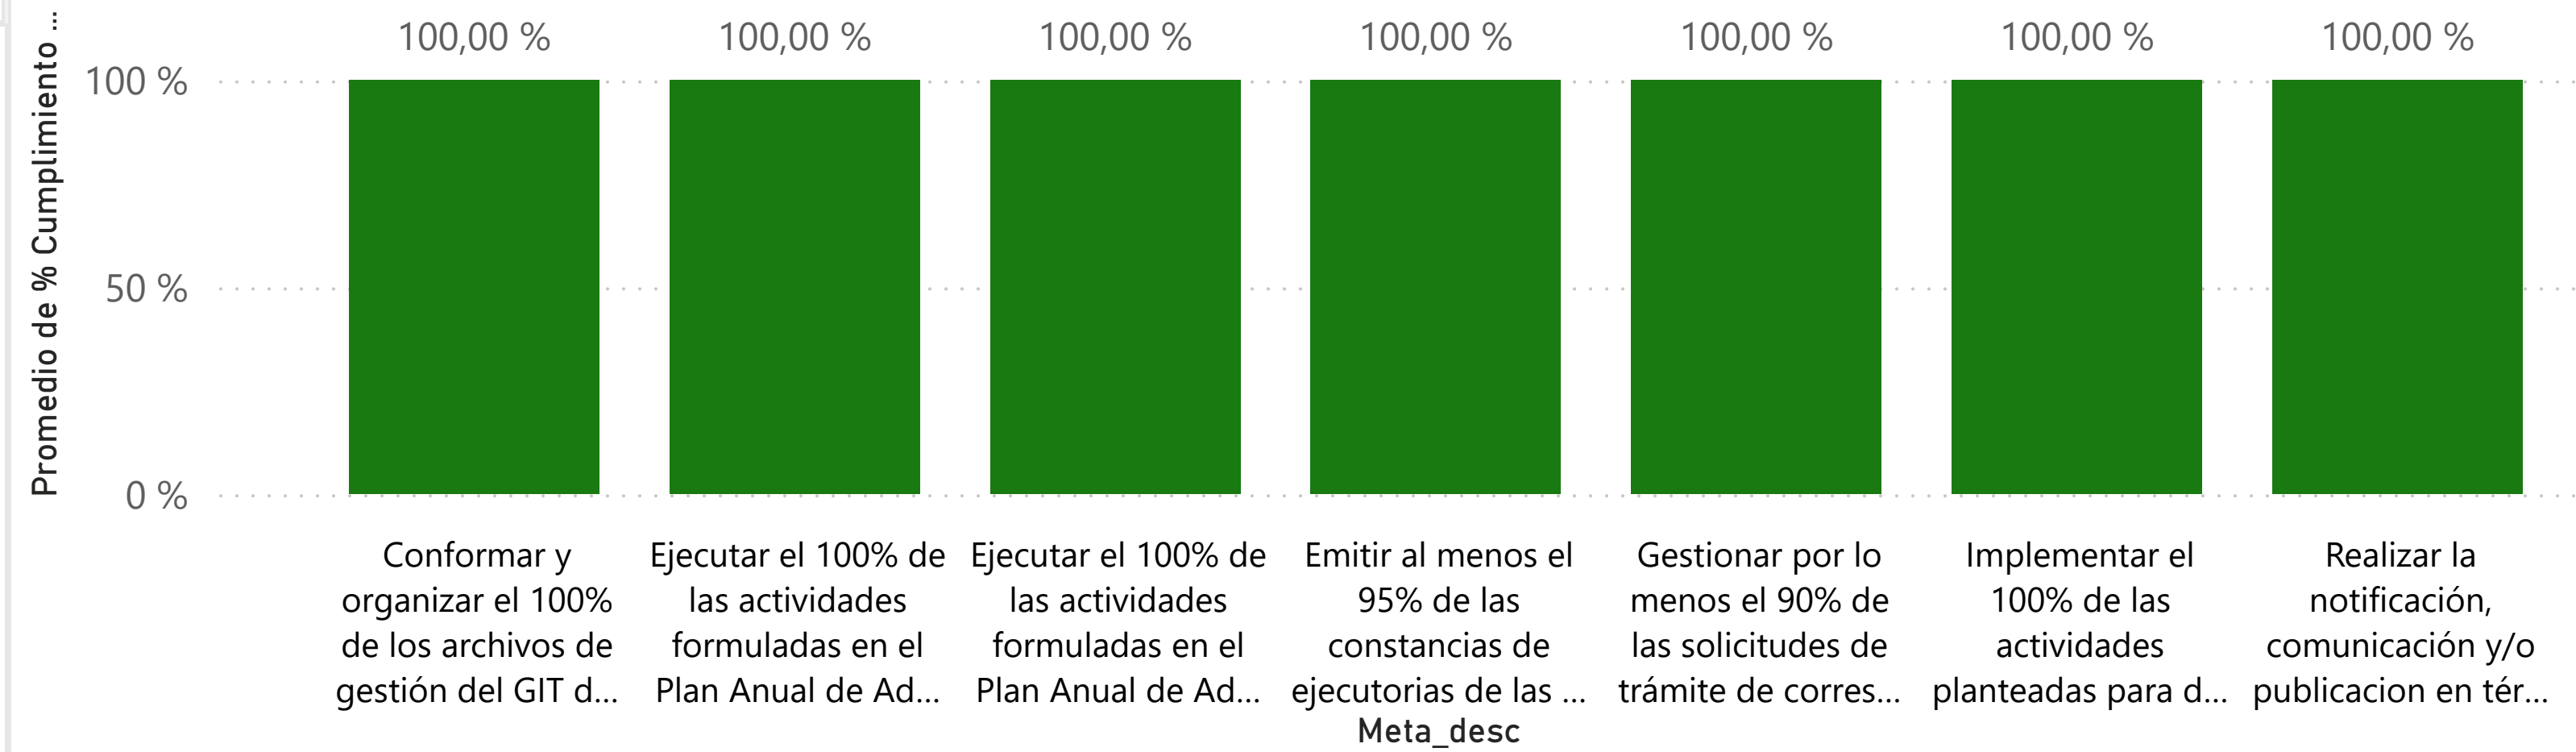 Promedio de % Cumplimiento ...
100,00 %
100,00 %
100,00 %
100,00 %
100,00 %
100,00 %
100,00 %
100 %
50 %
0 %
Conformar y
organizar el 100%
de los archivos de
gestión del GIT d...
Ejecutar el 100% de
las actividades
formuladas en el
Plan Anual de Ad...
Ejecutar el 100% de
las actividades
formuladas en el
Plan Anual de Ad...
Emitir al menos el
95% de las
constancias de
ejecutorias de las ...
Gestionar por lo
menos el 90% de
las solicitudes de
trámite de corres...
Implementar el
100% de las
actividades
planteadas para d...
Realizar la
notificación,
comunicación y/o
publicacion en tér...
Meta_desc